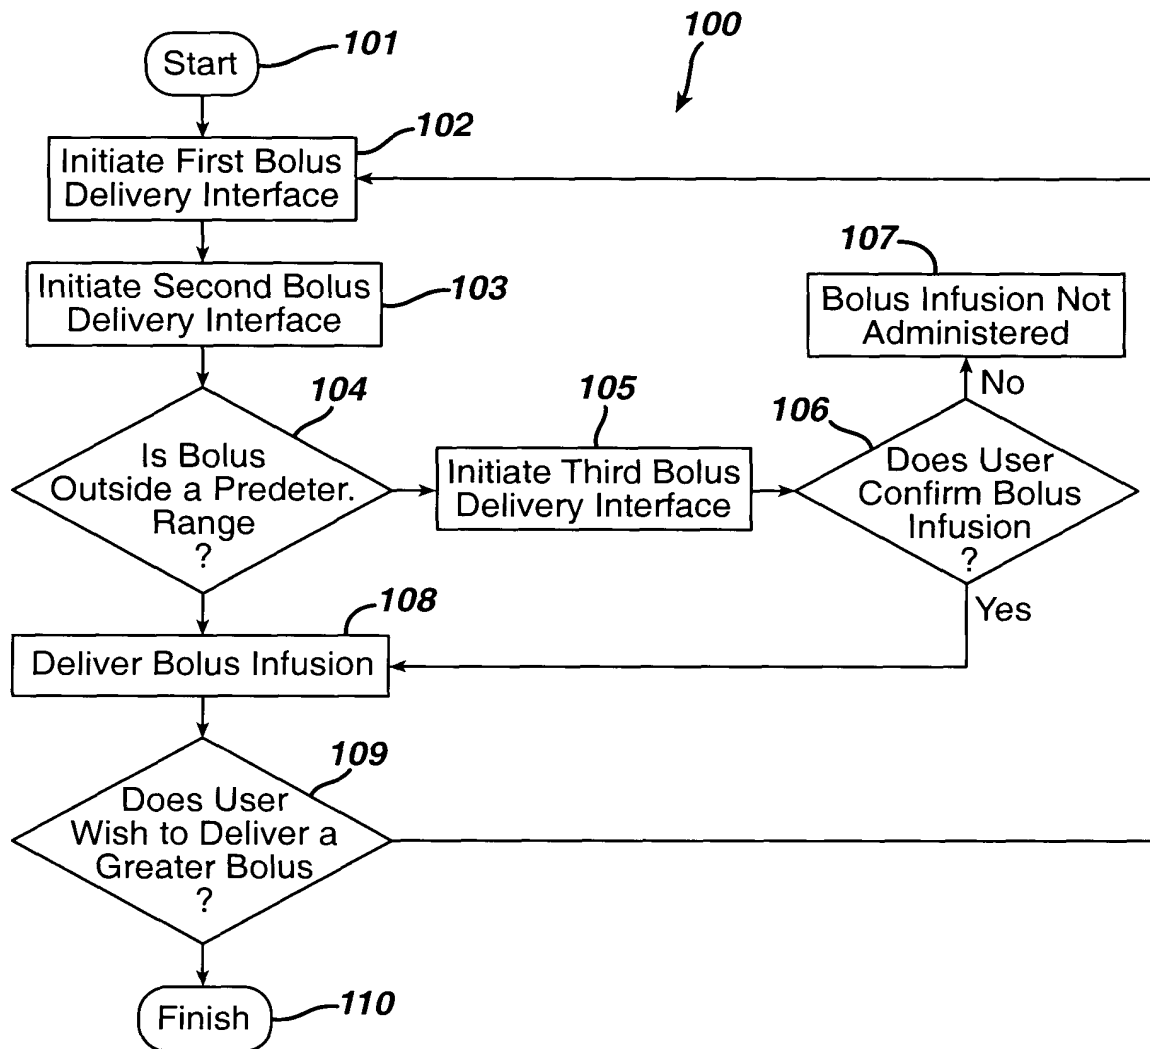 100
101
Start
102
Initiate First Bolus
Delivery Interface
103
Initiate Second Bolus
Delivery Interface
104
Is Bolus
Outside a Predeter.
Range
?
105
Initiate Third Bolus
Delivery Interface
106
Does User
Confirm Bolus
Infusion
?
No
107
Bolus Infusion Not
Administered
Yes
108
Deliver Bolus Infusion
109
Does User
Wish to Deliver a
Greater Bolus
?
Finish
110